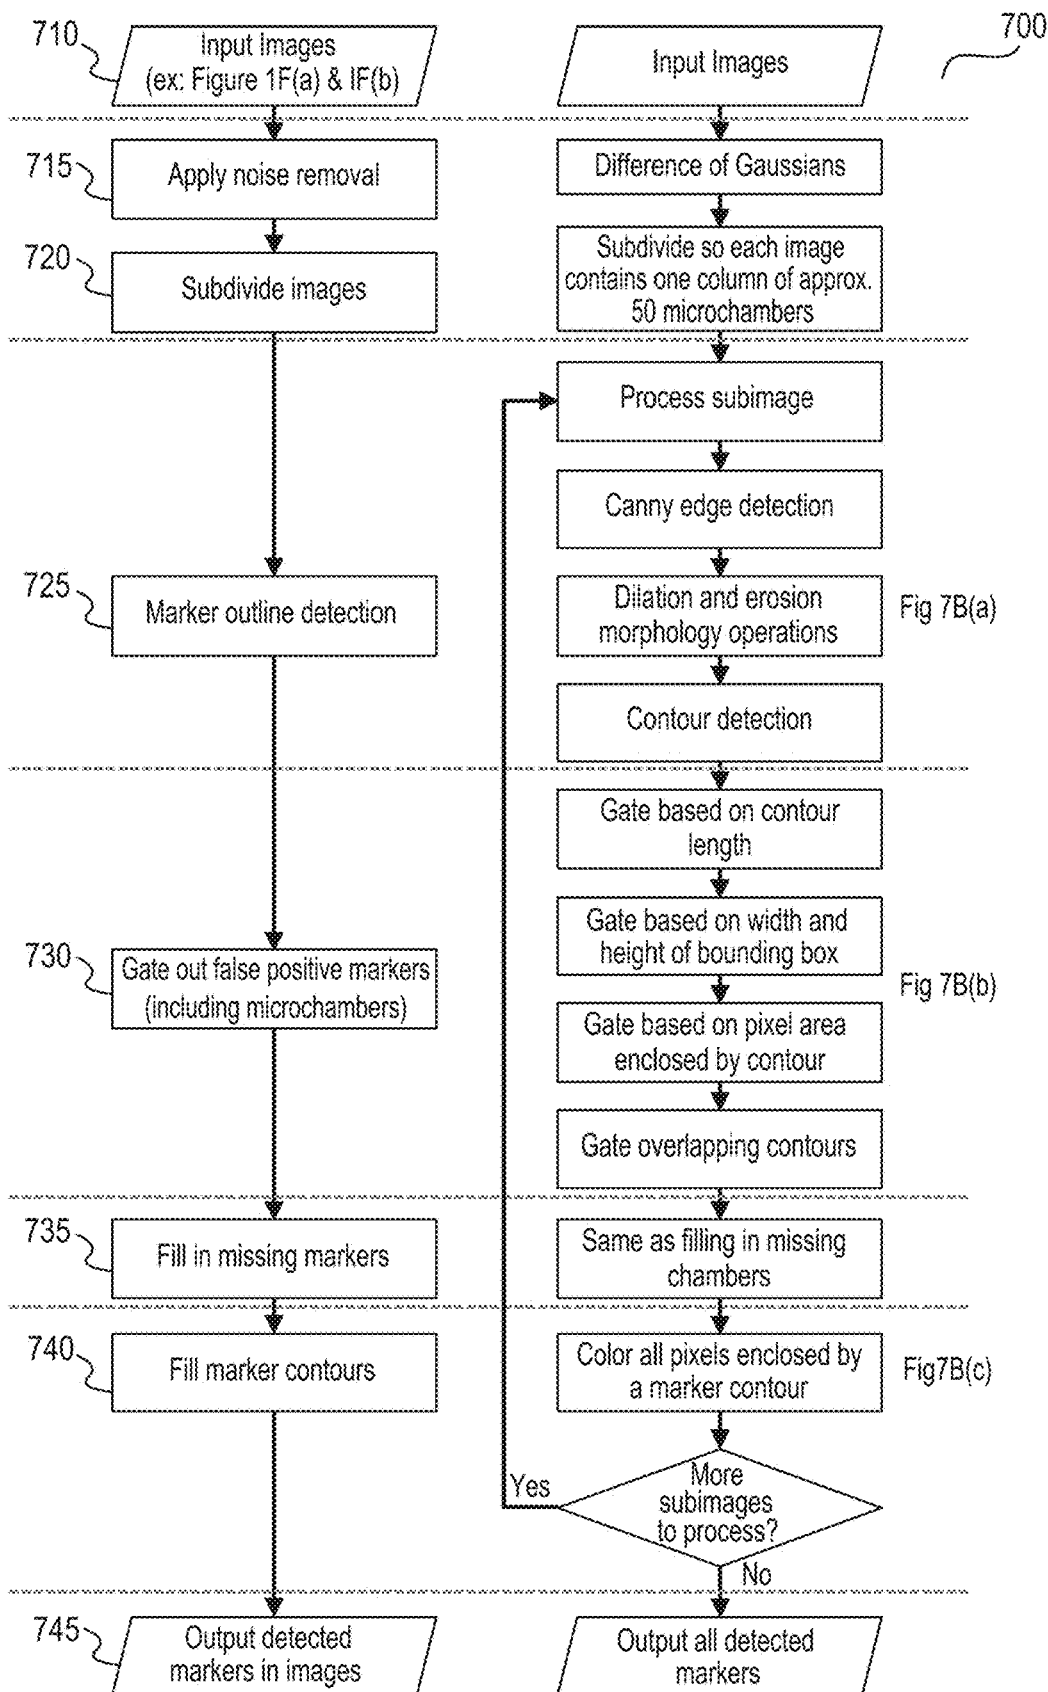 700
710
Input Images
(ex: Figure 1F(a) & IF(b)
Input Images
715
Apply noise removal
Difference of Gaussians
720
Subdivide images
Subdivide so each image
contains one column of approx.
50 microchambers
Process subimage
Canny edge detection
725
Marker outline detection
Dilation and erosion
morphology operations
Fig 7B(a)
Contour detection
Gate based on contour
length
730
Gate out false positive markers
(including microchambers)
Gate based on width and
height of bounding box
Fig 7B(b)
Gate based on pixel area
enclosed by contour
Gate overlapping contours
735
Fill in missing markers
Same as filling in missing
chambers
740
Fill marker contours
Color all pixels enclosed by
a marker contour
Fig7B(c)
Yes
More
subimages
to process?
No
745
Output detected
markers in images
Output all detected
markers